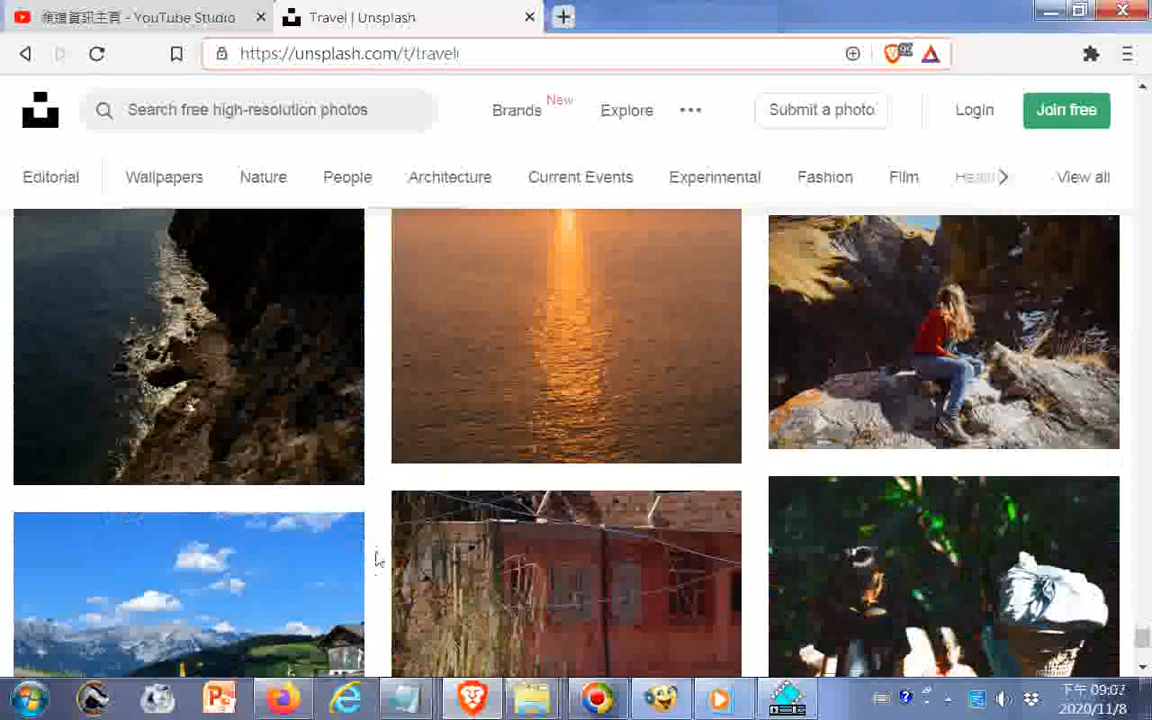 頻道資訊主頁 - YouTube Studio
Travel | Unsplash
https://unsplash.com/t/travel
Search free high-resolution photos
Brands New Explore Submit a photo Login Join free
Editorial Wallpapers Nature People Architecture Current Events Experimental Fashion Film View all
下午 09:07
2020/11/8